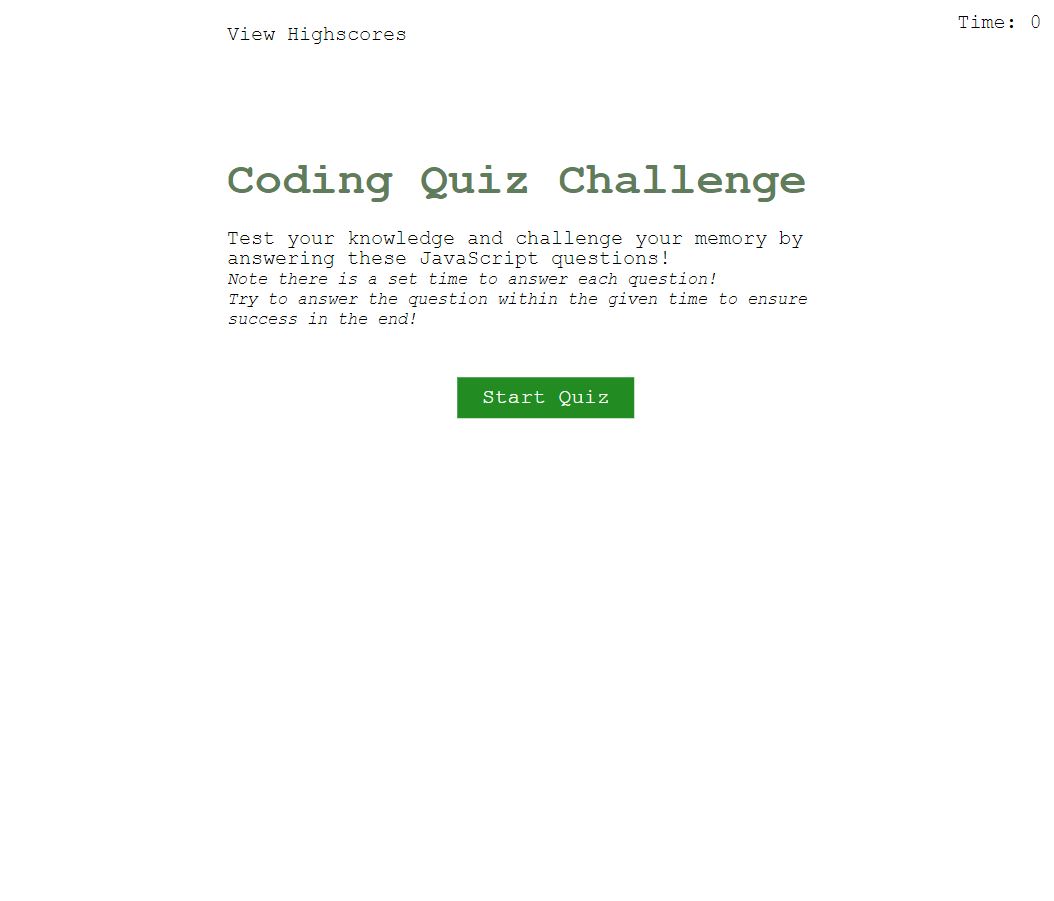 View Highscores
Time: 0
Coding Quiz Challenge
Test your knowledge and challenge your memory by
answering these JavaScript questions!
Note there is a set time to answer each question!
Try to answer the question within the given time to ensure
success in the end!
Start Quiz